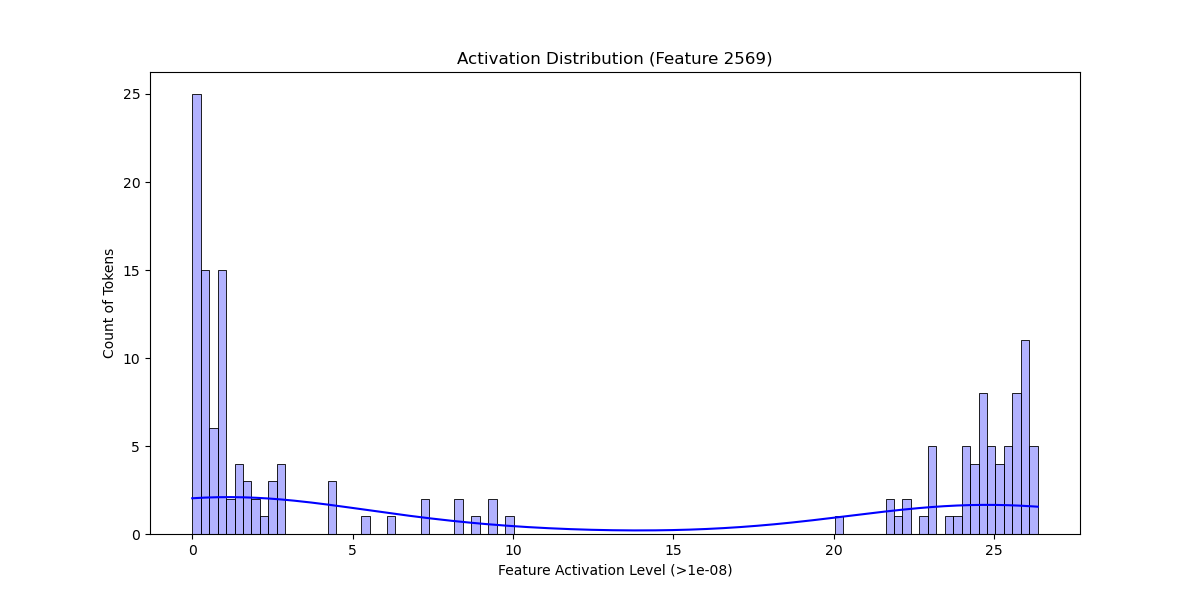 Activation Distribution (Feature 2569)
25
20
15
10
5
0
Count of Tokens
0 5 10 15 20 25
Feature Activation Level (>1e-08)